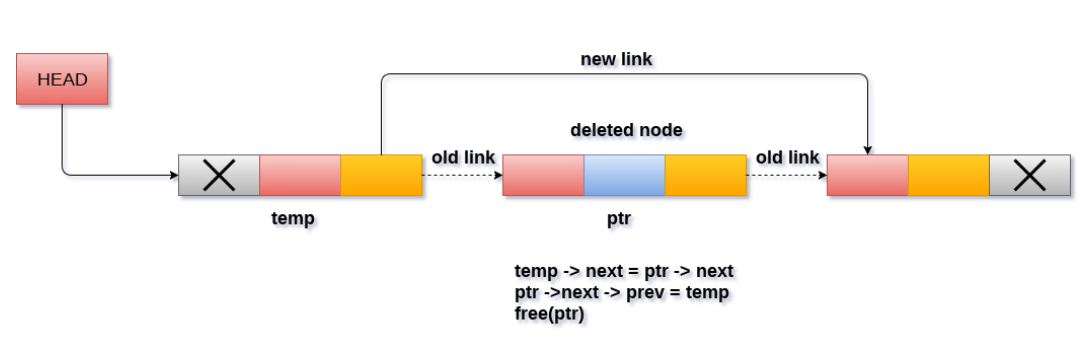 new link
HEAD
deleted node
old link
old link
temp
ptr
temp -> next = ptr -> next
ptr ->next -> prev = temp
free(ptr)